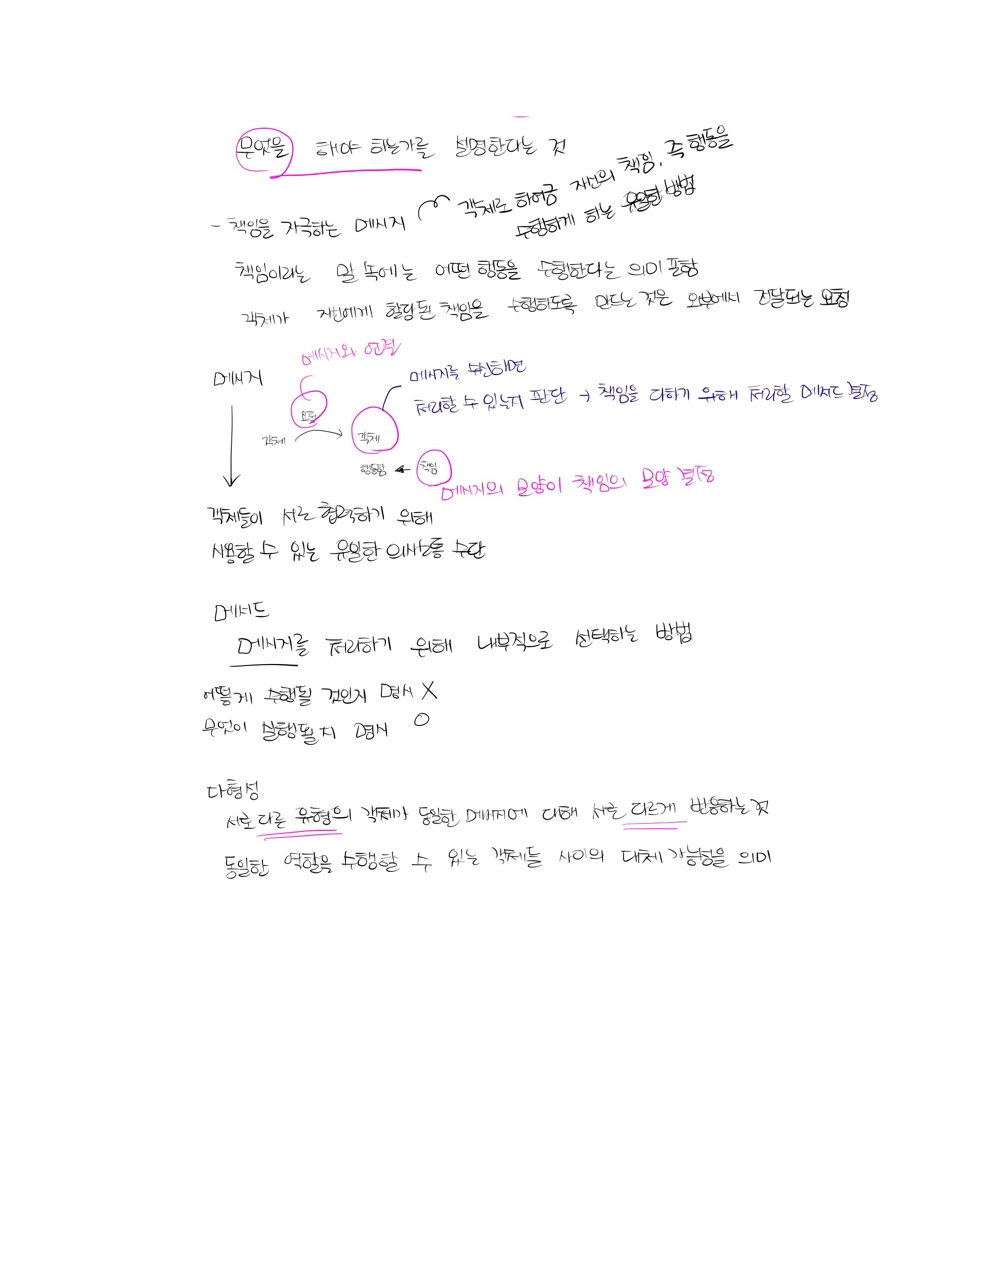 무엇을 해야 하는가를 설명한다는 것
- 책임을 자극하는 메시지
객체로 하여금 자신의 책임, 즉 행동을
수행하게 하는 유일한 방법
책임이라는 말 속에는 어떤 행동을 수행한다는 의미 포함
객체가 자신에게 할당된 책임을 수행하도록 만드는 것은 외부에서 전달되는 요청
메시지와 연결
메시지
메시지를 수신하면
처리할 수 있는지 판단 → 책임을 다하기 위해 처리할 메서드 결정
요청
객체
객체
행동함 ← 책임
메시지의 모양이 책임의 모양 결정
객체들이 서로 협력하기 위해
사용할 수 있는 유일한 의사소통 수단
메서드
메시지를 처리하기 위해 내부적으로 선택하는 방법
어떻게 수행될 것인지 명시 X
무엇이 실행될지 명시 O
다형성
서로 다른 유형의 객체가 동일한 메시지에 대해 서로 다르게 반응하는 것
동일한 역할을 수행할 수 있는 객체들 사이의 대체 가능성을 의미